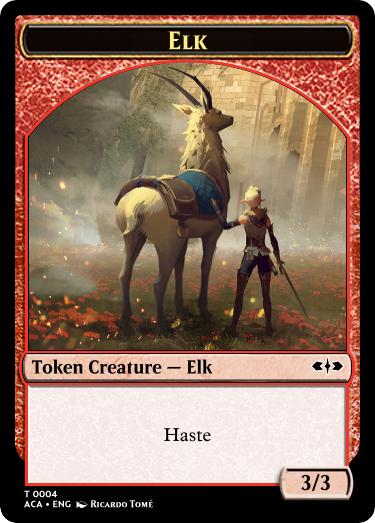 Elk
Token Creature — Elk
Haste
3/3
T 0004
ACA • ENG Ricardo Tomé